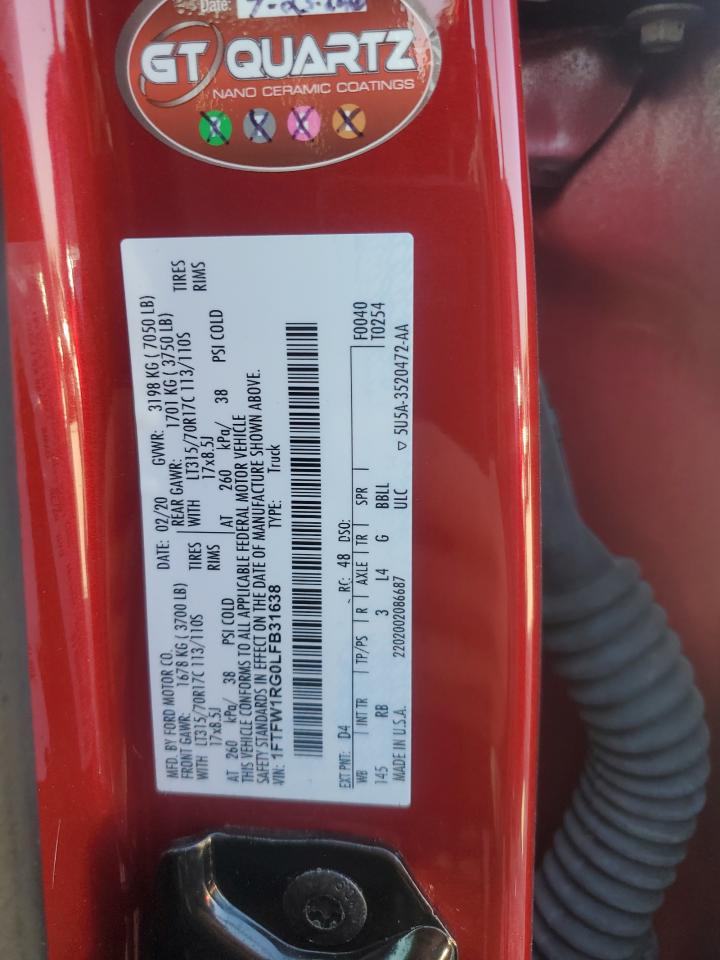 Date: 
GT QUARTZ
NANO CERAMIC COATINGS
MFD. BY FORD MOTOR CO.
DATE: 02/20 GVWR: 3198 KG ( 7050 LB)
FRONT GAWR: 1678 KG ( 3700 LB) REAR GAWR: 1701 KG ( 3750 LB)
WITH LT315/70R17C 113/110S TIRES WITH LT315/70R17C 113/110S TIRES
17x8.5J RIMS 17x8.5J RIMS
AT 260 kPa/ 38 PSI COLD AT 260 kPa/ 38 PSI COLD
THIS VEHICLE CONFORMS TO ALL APPLICABLE FEDERAL MOTOR VEHICLE
SAFETY STANDARDS IN EFFECT ON THE DATE OF MANUFACTURE SHOWN ABOVE.
VIN: 1FTFW1RG0LFB31638 TYPE: Truck
EXT PNT: D4 RC: 48 DSO: F0040
WB INT TR TP/PS R AXLE TR SPR T0254
145 RB 3 L4 G BBLL
MADE IN U.S.A. 2202002086687 ULC ▽ 5U5A-3520472-AA